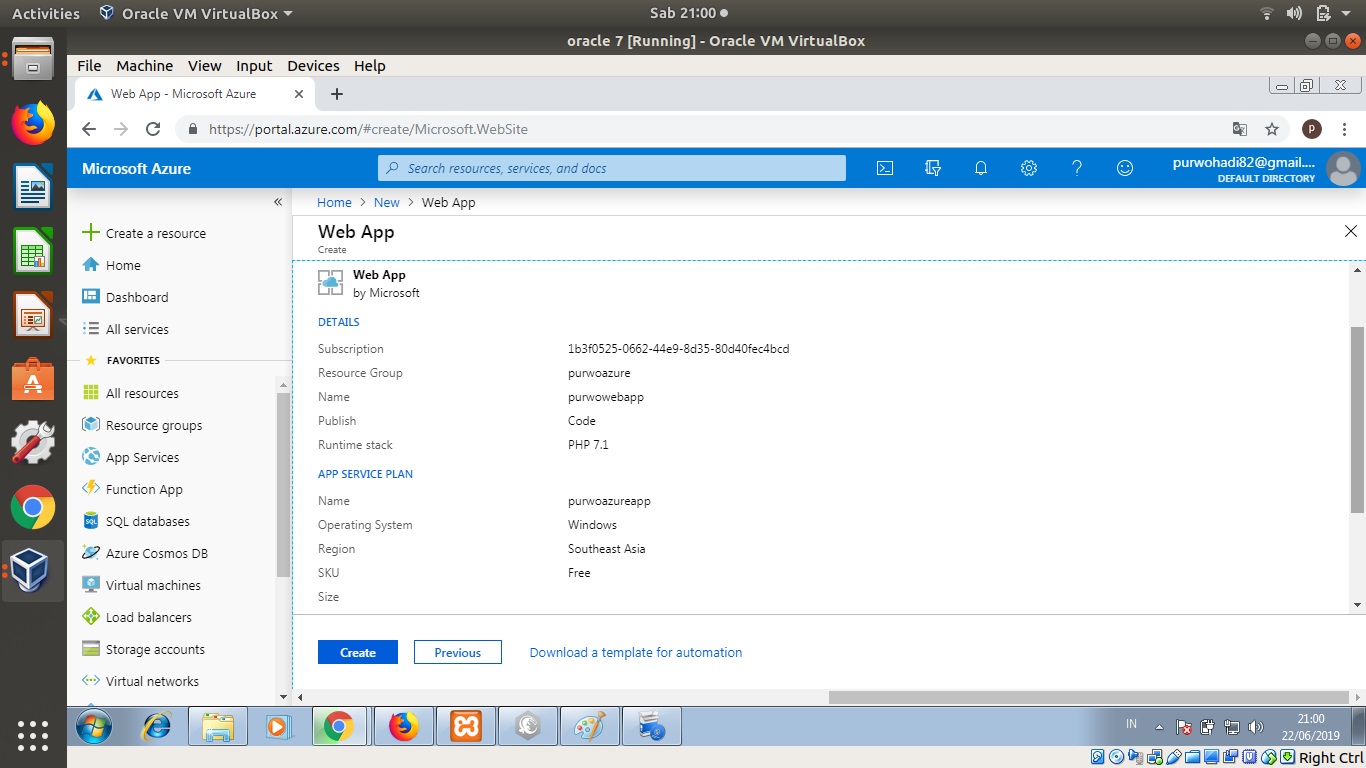 Activities Oracle VM VirtualBox Sab 21:00
oracle 7 [Running] - Oracle VM VirtualBox
File Machine View Input Devices Help
Web App - Microsoft Azure
https://portal.azure.com/#create/Microsoft.WebSite
p
Microsoft Azure
Search resources, services, and docs
purwohadi82@gmail....
DEFAULT DIRECTORY
Home > New > Web App
Web App
Create
Create a resource
Home
Dashboard
All services
FAVORITES
All resources
Resource groups
App Services
Function App
SQL databases
Azure Cosmos DB
Virtual machines
Load balancers
Storage accounts
Virtual networks
Web App
by Microsoft
DETAILS
Subscription 1b3f0525-0662-44e9-8d35-80d40fec4bcd
Resource Group purwoazure
Name purwowebapp
Publish Code
Runtime stack PHP 7.1
APP SERVICE PLAN
Name purwoazureapp
Operating System Windows
Region Southeast Asia
SKU Free
Size
Create Previous Download a template for automation
IN
21:00
22/06/2019
Right Ctrl